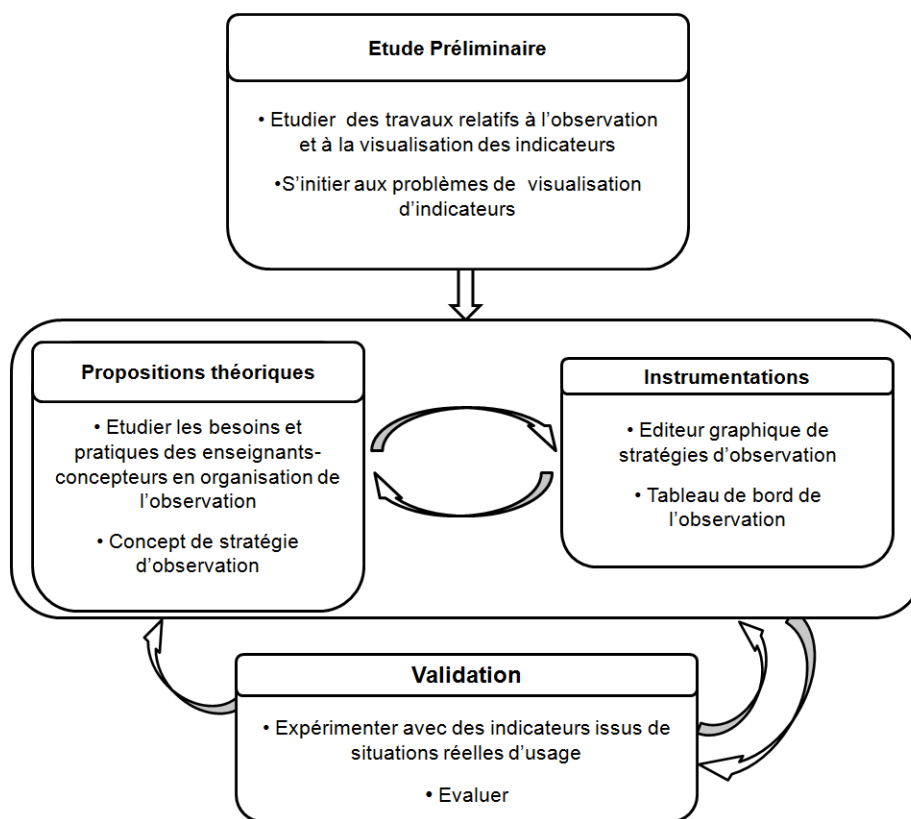 Etude Préliminaire
• Etudier des travaux relatifs à l’observation
et à la visualisation des indicateurs
•S’initier aux problèmes de visualisation
d’indicateurs
Propositions théoriques
• Etudier les besoins et
pratiques des enseignants-
concepteurs en organisation de
l’observation
• Concept de stratégie
d’observation
Instrumentations
• Editeur graphique de
stratégies d’observation
• Tableau de bord de
l’observation
Validation
• Expérimenter avec des indicateurs issus de
situations réelles d’usage
• Evaluer